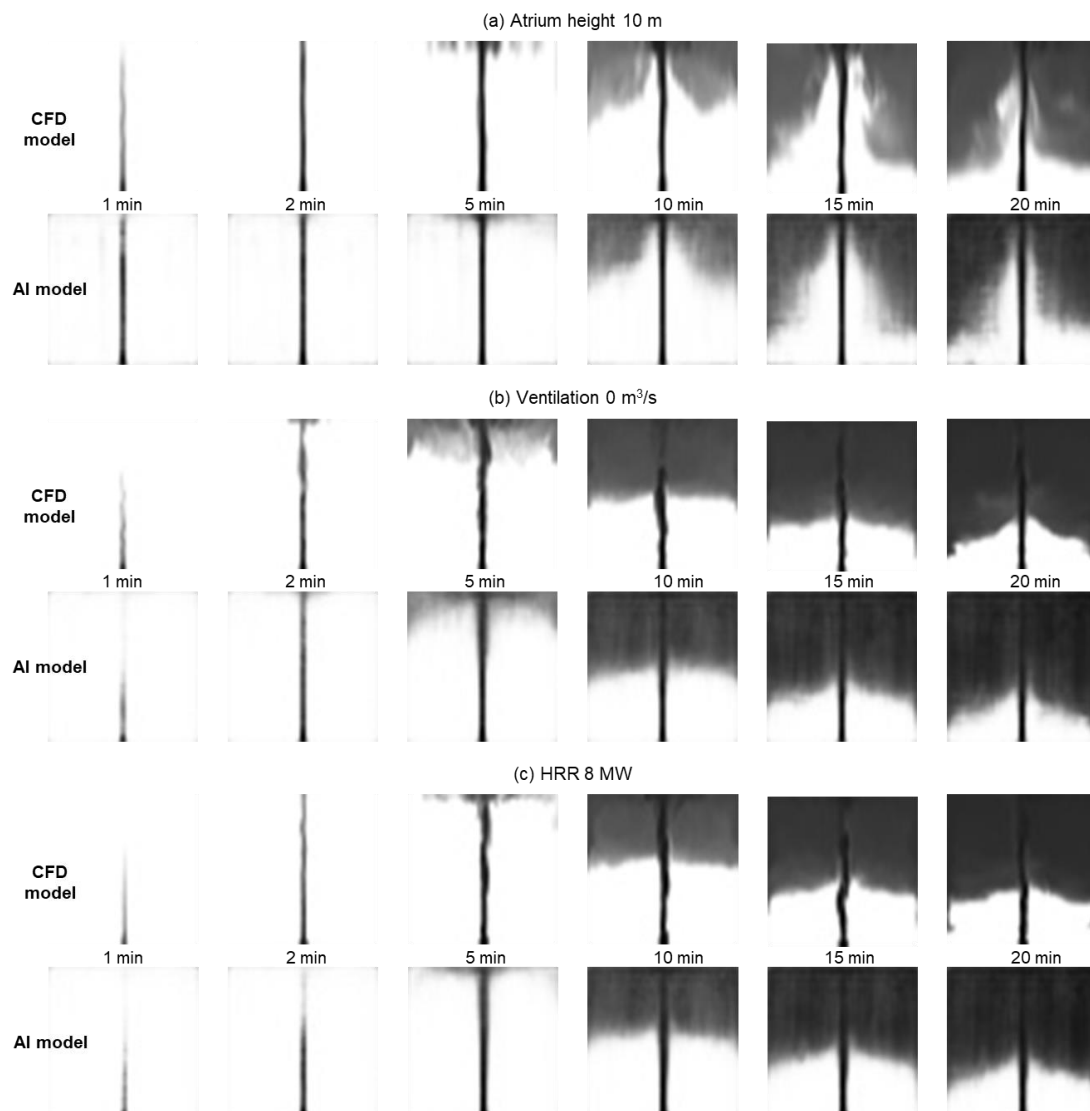 (a) Atrium height 10 m
CFD
model
1 min 2 min 5 min 10 min 15 min 20 min
AI model
(b) Ventilation 0 m³/s
CFD
model
1 min 2 min 5 min 10 min 15 min 20 min
AI model
(c) HRR 8 MW
CFD
model
1 min 2 min 5 min 10 min 15 min 20 min
AI model